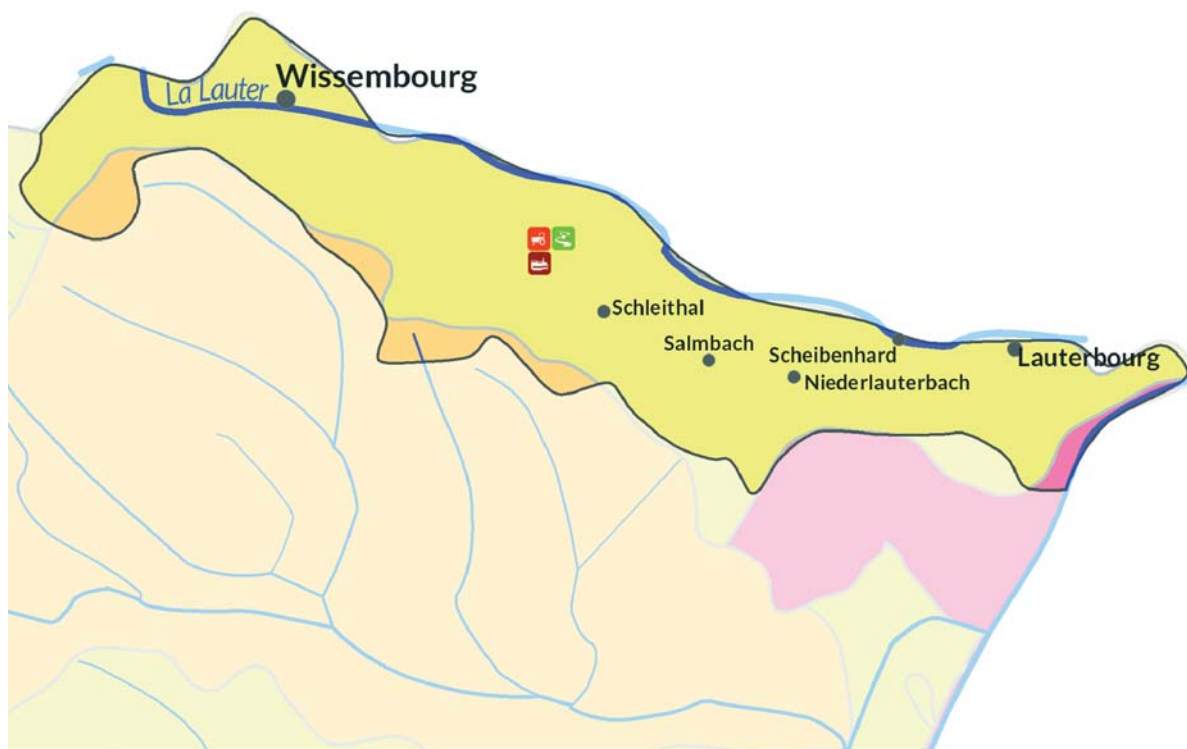 Wissembourg
La Lauter
Schleithal
Salmbach
Scheibenhard
Lauterbourg
Niederlauterbach